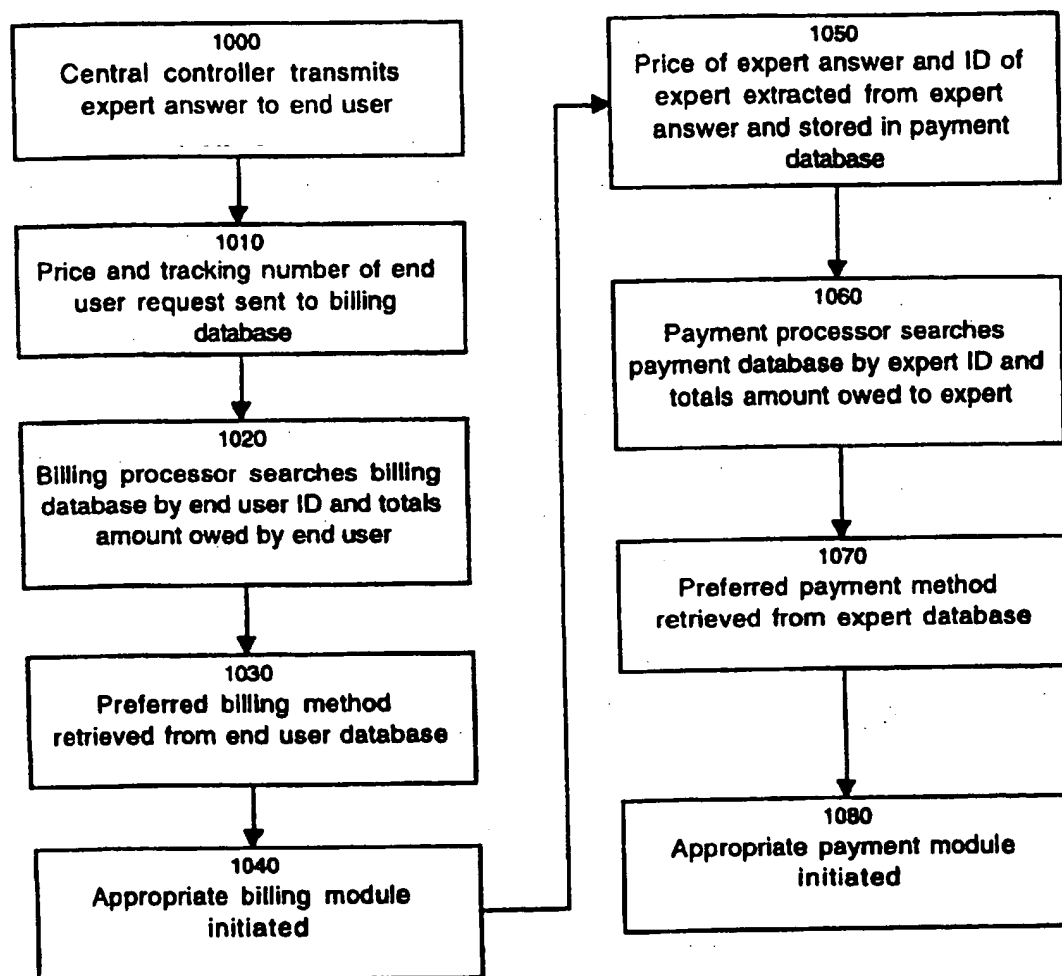 1000
Central controller transmits
expert answer to end user
1010
Price and tracking number of end
user request sent to billing
database
1020
Billing processor searches billing
database by end user ID and totals
amount owed by end user
1030
Preferred billing method
retrieved from end user database
1040
Appropriate billing module
initiated
1050
Price of expert answer and ID of
expert extracted from expert
answer and stored in payment
database
1060
Payment processor searches
payment database by expert ID and
totals amount owed to expert
1070
Preferred payment method
retrieved from expert database
1080
Appropriate payment module
initiated